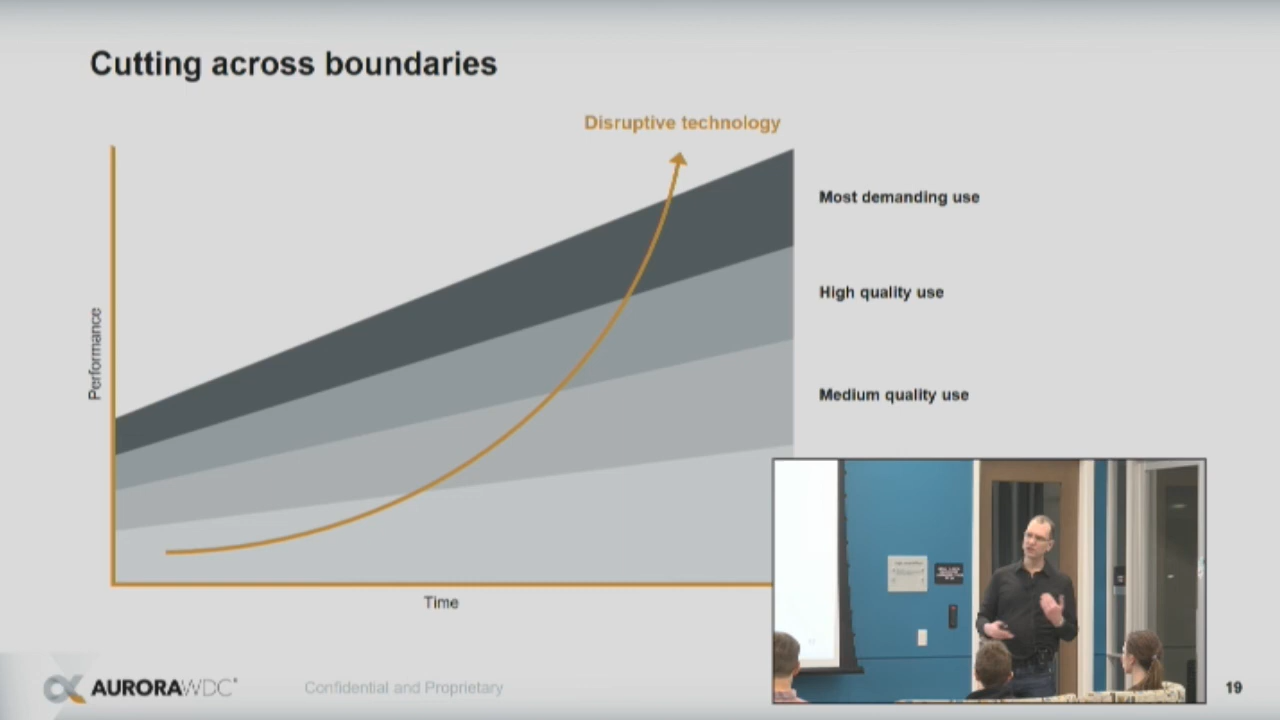 Cutting across boundaries
Disruptive technology
Most demanding use
High quality use
Medium quality use
Performance
Time
AURORAWDC
Confidential and Proprietary
19